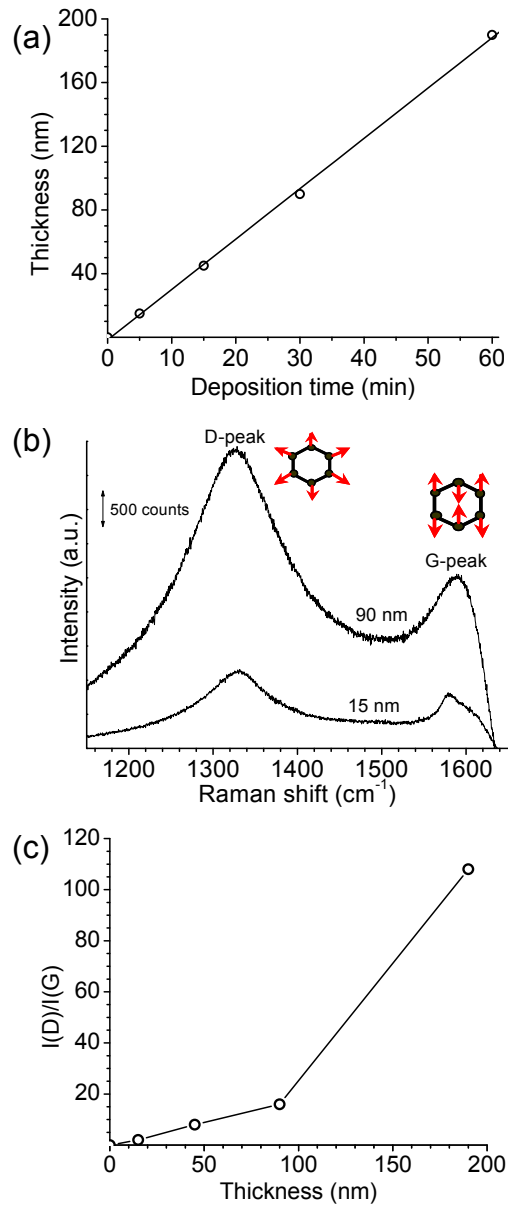 (a)
200
160
120
80
40
Thickness (nm)
0 10 20 30 40 50 60
Deposition time (min)
(b)
D-peak
500 counts
G-peak
90 nm
15 nm
Intensity (a.u.)
1200 1300 1400 1500 1600
Raman shift (cm⁻¹)
(c)
120
100
80
60
40
20
I(D)/I(G)
0 50 100 150 200
Thickness (nm)